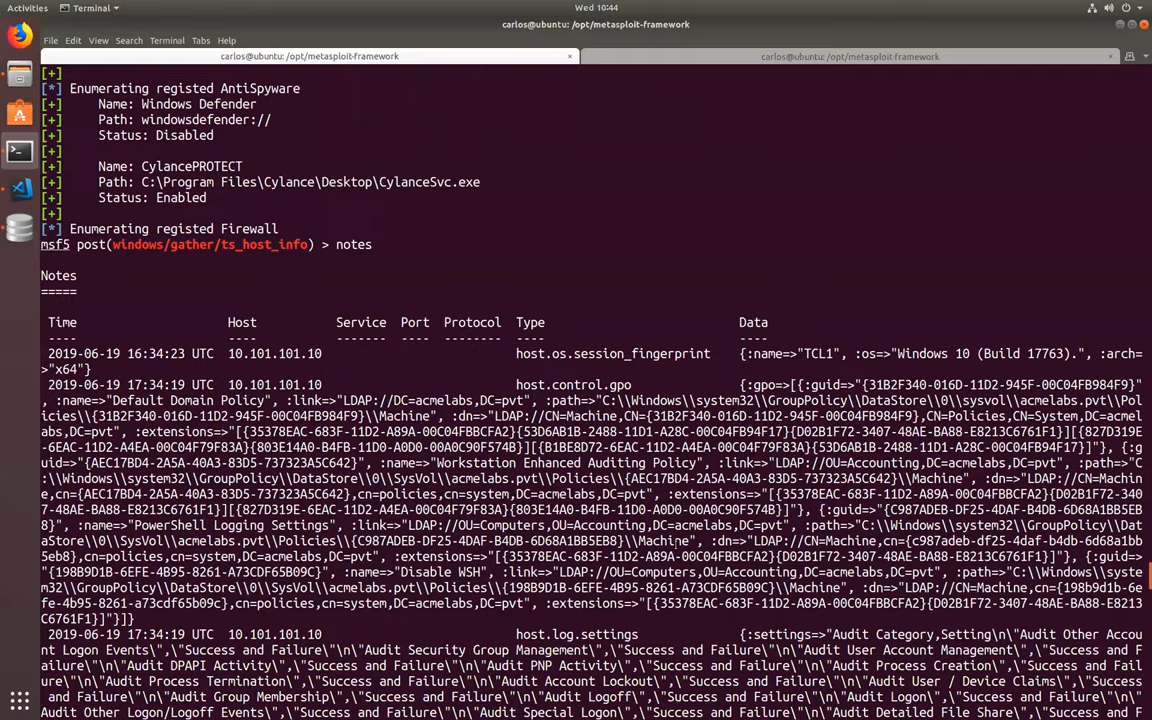 Activities
Terminal
Wed 10:44
carlos@ubuntu: /opt/metasploit-framework
File Edit View Search Terminal Tabs Help
carlos@ubuntu: /opt/metasploit-framework × carlos@ubuntu: /opt/metasploit-framework ×
[+]
[*] Enumerating registed AntiSpyware
[+] Name: Windows Defender
[+] Path: windowsdefender://
[+] Status: Disabled
[+]
[+] Name: CylancePROTECT
[+] Path: C:\Program Files\Cylance\Desktop\CylanceSvc.exe
[+] Status: Enabled
[+]
[*] Enumerating registed Firewall
msf5 post(windows/gather/ts_host_info) > notes
Notes
=====
Time Host Service Port Protocol Type Data
---- ---- ------- ---- -------- ---- ----
2019-06-19 16:34:23 UTC 10.101.101.10 host.os.session_fingerprint {:name=>"TCL1", :os=>"Windows 10 (Build 17763).", :arch=
>"x64"}
2019-06-19 17:34:19 UTC 10.101.101.10 host.control.gpo {:gpo=>[{:guid=>"{31B2F340-016D-11D2-945F-00C04FB984F9}"
, :name=>"Default Domain Policy", :link=>"LDAP://DC=acmelabs,DC=pvt", :path=>"C:\\Windows\\system32\\GroupPolicy\\DataStore\\0\\sysvol\\acmelabs.pvt\\Pol
icies\\{31B2F340-016D-11D2-945F-00C04FB984F9}\\Machine", :dn=>"LDAP://CN=Machine,CN={31B2F340-016D-11D2-945F-00C04FB984F9},CN=Policies,CN=System,DC=acmel
abs,DC=pvt", :extensions=>"[{35378EAC-683F-11D2-A89A-00C04FBBCFA2}{53D6AB1B-2488-11D1-A28C-00C04FB94F17}{D02B1F72-3407-48AE-BA88-E8213C6761F1}][{827D319E
-6EAC-11D2-A4EA-00C04F79F83A}{803E14A0-B4FB-11D0-A0D0-00A0C90F574B}][{B1BE8D72-6EAC-11D2-A4EA-00C04F79F83A}{53D6AB1B-2488-11D1-A28C-00C04FB94F17}]"}, {:g
uid=>"{AEC17BD4-2A5A-40A3-83D5-737323A5C642}", :name=>"Workstation Enhanced Auditing Policy", :link=>"LDAP://OU=Accounting,DC=acmelabs,DC=pvt", :path=>"C
:\\Windows\\system32\\GroupPolicy\\DataStore\\0\\SysVol\\acmelabs.pvt\\Policies\\{AEC17BD4-2A5A-40A3-83D5-737323A5C642}\\Machine", :dn=>"LDAP://CN=Machin
e,cn={AEC17BD4-2A5A-40A3-83D5-737323A5C642},cn=policies,cn=system,DC=acmelabs,DC=pvt", :extensions=>"[{35378EAC-683F-11D2-A89A-00C04FBBCFA2}{D02B1F72-340
7-48AE-BA88-E8213C6761F1}][{827D319E-6EAC-11D2-A4EA-00C04F79F83A}{803E14A0-B4FB-11D0-A0D0-00A0C90F574B}]"}, {:guid=>"{C987ADEB-DF25-4DAF-B4DB-6D68A1BB5EB
8}", :name=>"PowerShell Logging Settings", :link=>"LDAP://OU=Computers,OU=Accounting,DC=acmelabs,DC=pvt", :path=>"C:\\Windows\\system32\\GroupPolicy\\Dat
aStore\\0\\SysVol\\acmelabs.pvt\\Policies\\{C987ADEB-DF25-4DAF-B4DB-6D68A1BB5EB8}\\Machine", :dn=>"LDAP://CN=Machine,cn={c987adeb-df25-4daf-b4db-6d68a1bb
5eb8},cn=policies,cn=system,DC=acmelabs,DC=pvt", :extensions=>"[{35378EAC-683F-11D2-A89A-00C04FBBCFA2}{D02B1F72-3407-48AE-BA88-E8213C6761F1}]"}, {:guid=>
"{198B9D1B-6EFE-4B95-8261-A73CDF65B09C}", :name=>"Disable WSH", :link=>"LDAP://OU=Computers,OU=Accounting,DC=acmelabs,DC=pvt", :path=>"C:\\Windows\\syste
m32\\GroupPolicy\\DataStore\\0\\SysVol\\acmelabs.pvt\\Policies\\{198B9D1B-6EFE-4B95-8261-A73CDF65B09C}\\Machine", :dn=>"LDAP://CN=Machine,cn={198b9d1b-6e
fe-4b95-8261-a73cdf65b09c},cn=policies,cn=system,DC=acmelabs,DC=pvt", :extensions=>"[{35378EAC-683F-11D2-A89A-00C04FBBCFA2}{D02B1F72-3407-48AE-BA88-E8213
C6761F1}]"}]}
2019-06-19 17:34:19 UTC 10.101.101.10 host.log.settings {:settings=>"Audit Category,Setting\n\"Audit Other Accou
nt Logon Events\",\"Success and Failure\"\n\"Audit Security Group Management\",\"Success and Failure\"\n\"Audit User Account Management\",\"Success and F
ailure\"\n\"Audit DPAPI Activity\",\"Success and Failure\"\n\"Audit PNP Activity\",\"Success and Failure\"\n\"Audit Process Creation\",\"Success and Fail
ure\"\n\"Audit Process Termination\",\"Success and Failure\"\n\"Audit Account Lockout\",\"Success and Failure\"\n\"Audit User / Device Claims\",\"Success
 and Failure\"\n\"Audit Group Membership\",\"Success and Failure\"\n\"Audit Logoff\",\"Success and Failure\"\n\"Audit Logon\",\"Success and Failure\"\n\"
Audit Other Logon/Logoff Events\",\"Success and Failure\"\n\"Audit Special Logon\",\"Success and Failure\"\n\"Audit Detailed File Share\",\"Success and F